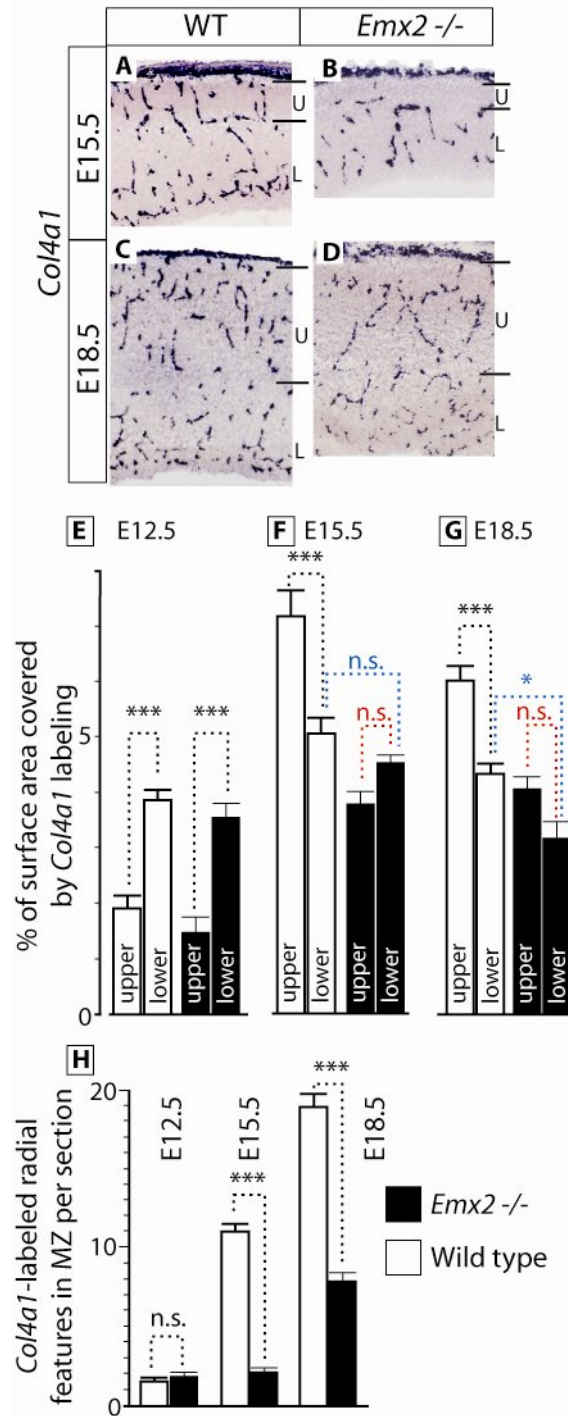 WT Emx2 -/-
A B
U U
E15.5
L L
Col4a1
C D
E18.5
U U
L L
E E12.5 F E15.5 G E18.5
% of surface area covered
by Col4a1 labeling
*** *** *** n.s. n.s. *** * n.s.
5
0
upper lower upper lower upper lower upper lower upper lower upper lower
H
Col4a1-labeled radial
features in MZ per section
20
10
0
E12.5 E15.5 E18.5
n.s. *** ***
Emx2 -/-
Wild type